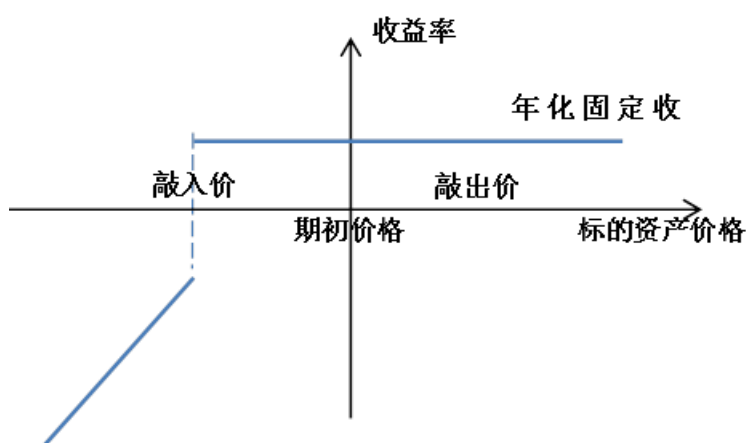 收益率
年化固定收
敲入价
敲出价
期初价格
标的资产价格